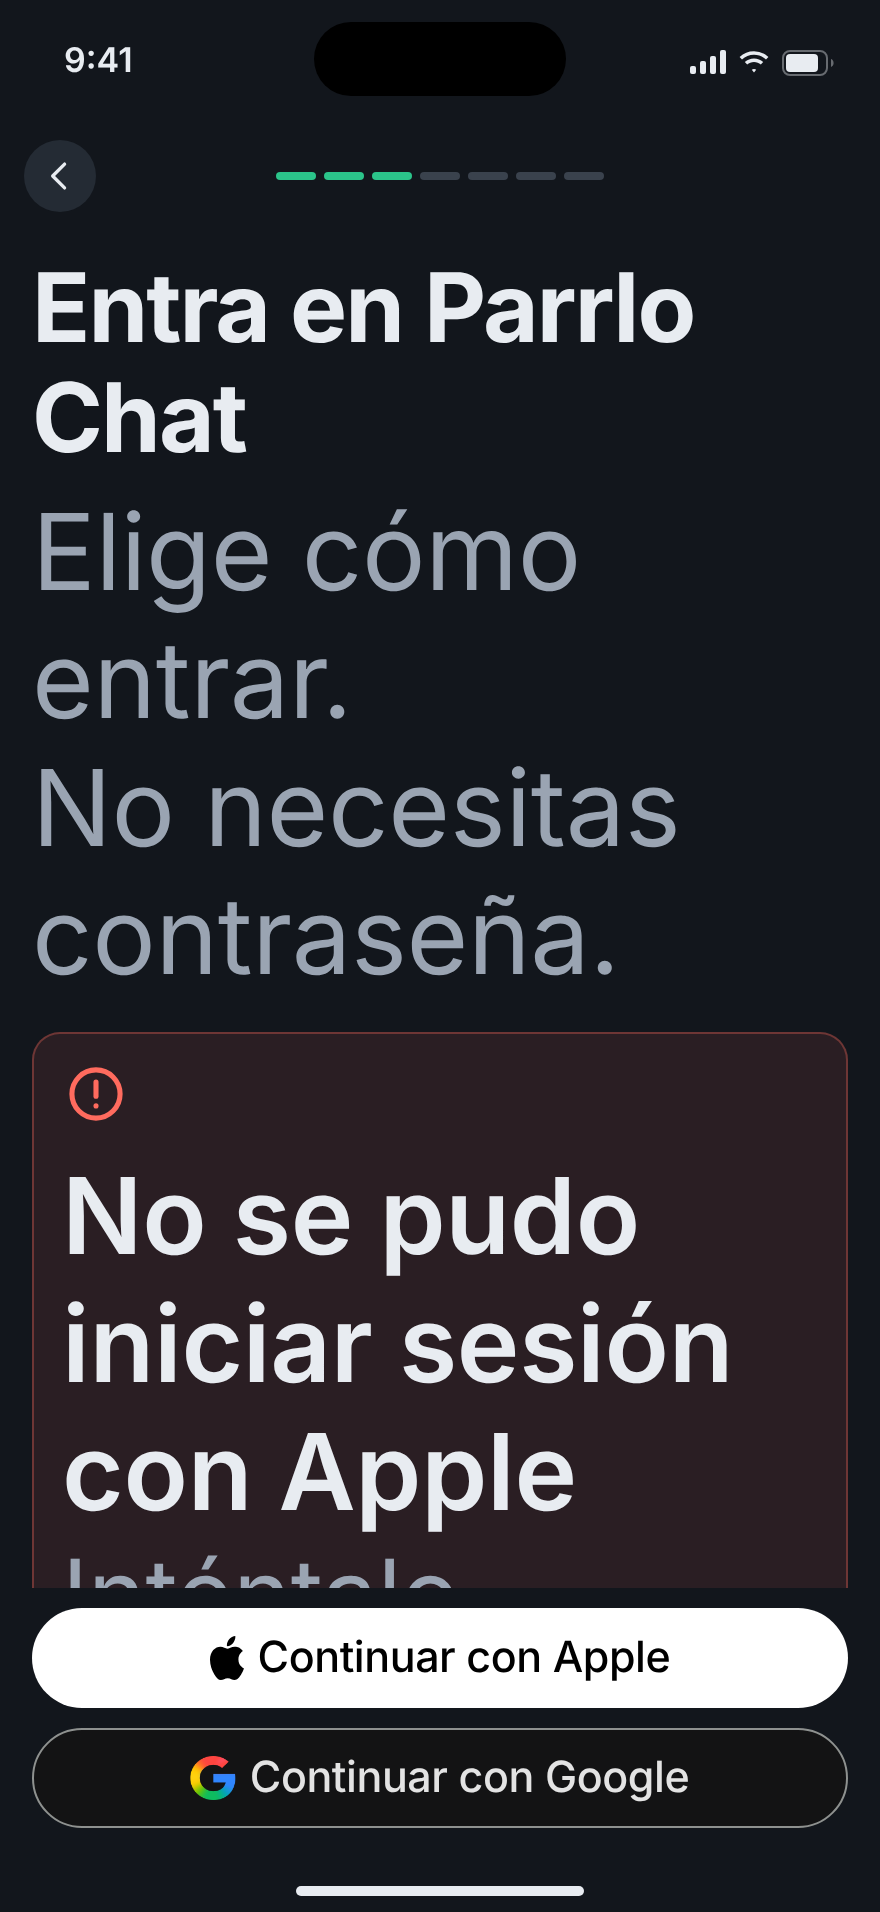 9:41
Entra en Parrlo
Chat
Elige cómo
entrar.
No necesitas
contraseña.
No se pudo
iniciar sesión
con Apple
Continuar con Apple
Continuar con Google